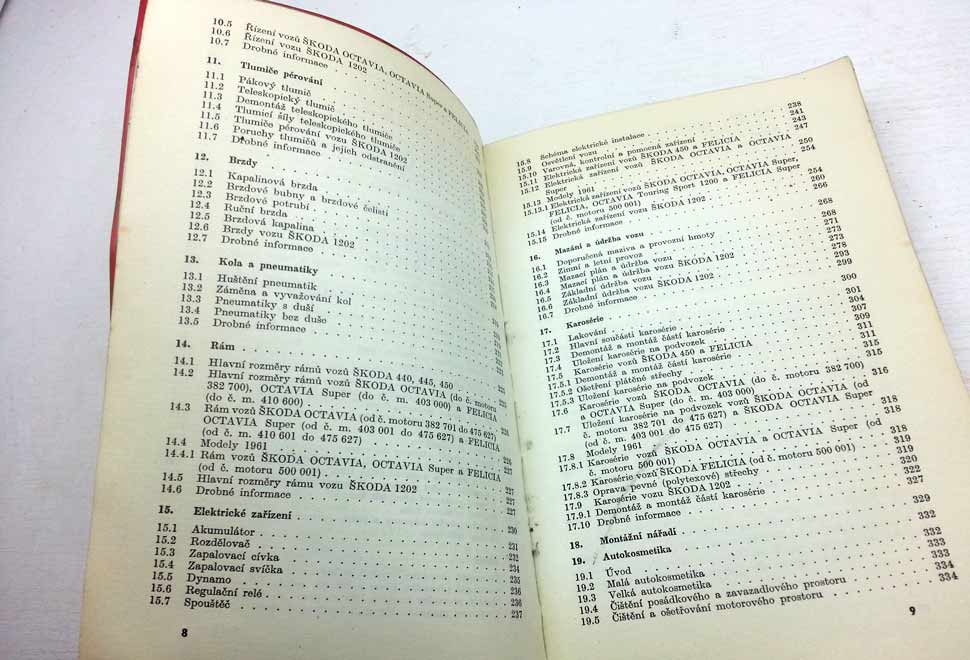 10.5 Řízení vozů ŠKODA OCTAVIA, OCTAVIA Super a FELICIA
10.6 Řízení vozu ŠKODA 1202
10.7 Drobné informace
11. Tlumiče pérování
11.1 Pákový tlumič
11.2 Teleskopický tlumič
11.3 Demontáž teleskopického tlumiče
11.4 Tlumicí síly teleskopického tlumiče
11.5 Tlumiče pérování vozu ŠKODA 1202
11.6 Poruchy tlumičů a jejich odstranění
11.7 Drobné informace
12. Brzdy
12.1 Kapalinová brzda
12.2 Brzdové bubny a brzdové čelisti
12.3 Brzdové potrubí
12.4 Ruční brzda
12.5 Brzdová kapalina
12.6 Brzdy vozu ŠKODA 1202
12.7 Drobné informace
13. Kola a pneumatiky
13.1 Huštění pneumatik
13.2 Záměna a vyvažování kol
13.3 Pneumatiky s duší
13.4 Pneumatiky bez duše
13.5 Drobné informace
14. Rám
14.1 Hlavní rozměry rámů vozů ŠKODA 440, 445, 450
14.2 Hlavní rozměry rámů vozů ŠKODA OCTAVIA (do č. motoru
382 700), OCTAVIA Super (do č. m. 403 000) a FELICIA
(do č. m. 410 600)
14.3 Rám vozů ŠKODA OCTAVIA (od č. motoru 382 701 do 475 627)
OCTAVIA Super (od č. m. 403 001 do 475 627) a FELICIA
(od č. m. 410 601 do 475 627)
14.4 Modely 1961
14.4.1 Rám vozů ŠKODA OCTAVIA, OCTAVIA Super a FELICIA
(od č. motoru 500 001) 227
14.5 Hlavní rozměry rámu vozu ŠKODA 1202 227
14.6 Drobné informace 227
15. Elektrické zařízení 230
15.1 Akumulátor 231
15.2 Rozdělovač 232
15.3 Zapalovací cívka 234
15.4 Zapalovací svíčka 235
15.5 Dynamo 236
15.6 Regulační relé 236
15.7 Spouštěč 237
8
15.8 Schéma elektrické instalace 238
15.9 Osvětlení vozu 241
15.10 Varovná, kontrolní a pomocná zařízení 243
15.11 Elektrická zařízení vozů ŠKODA 450 a FELICIA 247
15.12 Elektrická zařízení vozů ŠKODA OCTAVIA a OCTAVIA
Super 250
15.13 Modely 1961 254
15.13.1 Elektrická zařízení vozů ŠKODA OCTAVIA, OCTAVIA Super,
FELICIA, OCTAVIA Touring Sport 1200 a FELICIA Super
(od č. motoru 500 001) 254
15.14 Elektrická zařízení vozu ŠKODA 1202 260
15.15 Drobné informace 266
16. Mazání a údržba vozu 268
16.1 Doporučená maziva a provozní hmoty 268
16.2 Zimní a letní provoz 271
16.3 Mazací plán a údržba vozu 273
16.4 Mazací plán a údržba vozu ŠKODA 1202 273
16.5 Základní údržba vozu 278
16.6 Základní údržba vozu ŠKODA 1202 293
16.7 Drobné informace 299
17. Karosérie 300
17.1 Lakování 301
17.2 Hlavní součásti karosérie 304
17.3 Demontáž a montáž částí karosérie 307
17.4 Uložení karosérie na podvozek 309
17.5 Karosérie vozů ŠKODA 450 a FELICIA 311
17.5.1 Demontáž a montáž částí karosérie 311
17.5.2 Ošetření plátěné střechy 315
17.5.3 Uložení karosérie na podvozek 315
17.6 Karosérie vozů ŠKODA OCTAVIA (do č. motoru 382 700)
a OCTAVIA Super (do č. m. 403 000) 316
17.7 Uložení karosérie na podvozek vozů ŠKODA OCTAVIA (od
č. motoru 382 701 do 475 627) a ŠKODA OCTAVIA Super
(od č. m. 403 001 do 475 627) 318
17.8 Modely 1961 318
17.8.1 Karosérie vozů ŠKODA OCTAVIA a OCTAVIA Super (od
č. motoru 500 001) 318
17.8.2 Karosérie vozů ŠKODA FELICIA (od č. motoru 500 001) 319
17.8.3 Oprava pevné (polytexové) střechy 320
17.9 Karosérie vozu ŠKODA 1202 322
17.9.1 Demontáž a montáž částí karosérie 327
17.10 Drobné informace 329
18. Montážní nářadí 332
19. Autokosmetika 332
19.1 Úvod 333
19.2 Malá autokosmetika 333
19.3 Velká autokosmetika 334
19.4 Čištění posádkového a zavazadlového prostoru 334
19.5 Čištění a ošetřování motorového prostoru
9